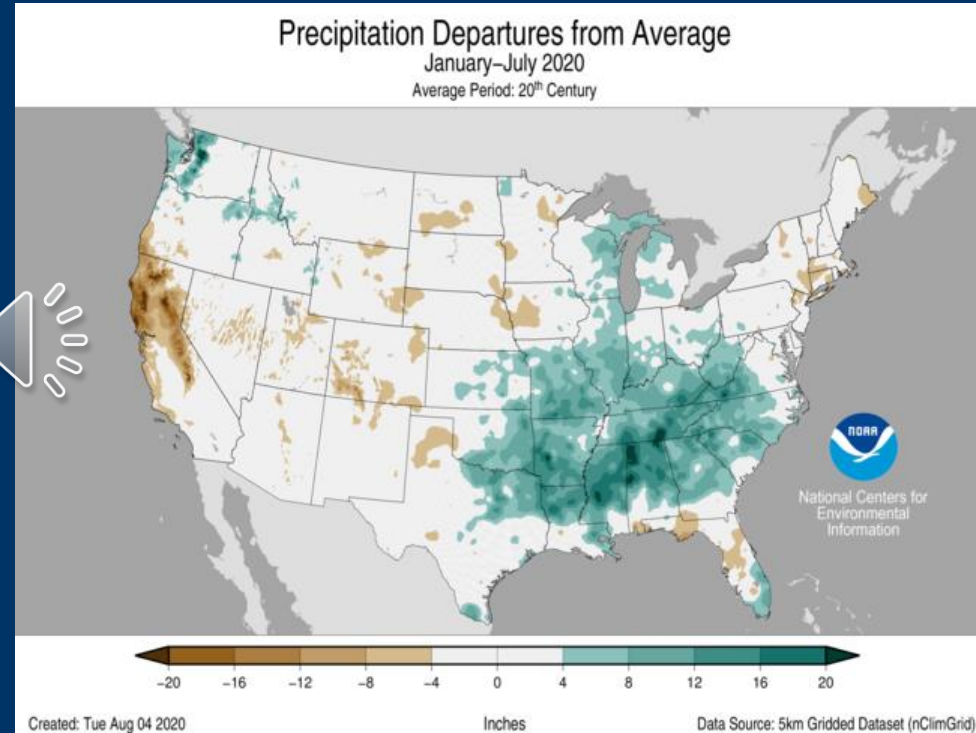 Precipitation Departures from Average
January–July 2020
Average Period: 20th Century
NOAA
National Centers for
Environmental
Information
−20 −16 −12 −8 −4 0 4 8 12 16 20
Created: Tue Aug 04 2020 Inches Data Source: 5km Gridded Dataset (nClimGrid)